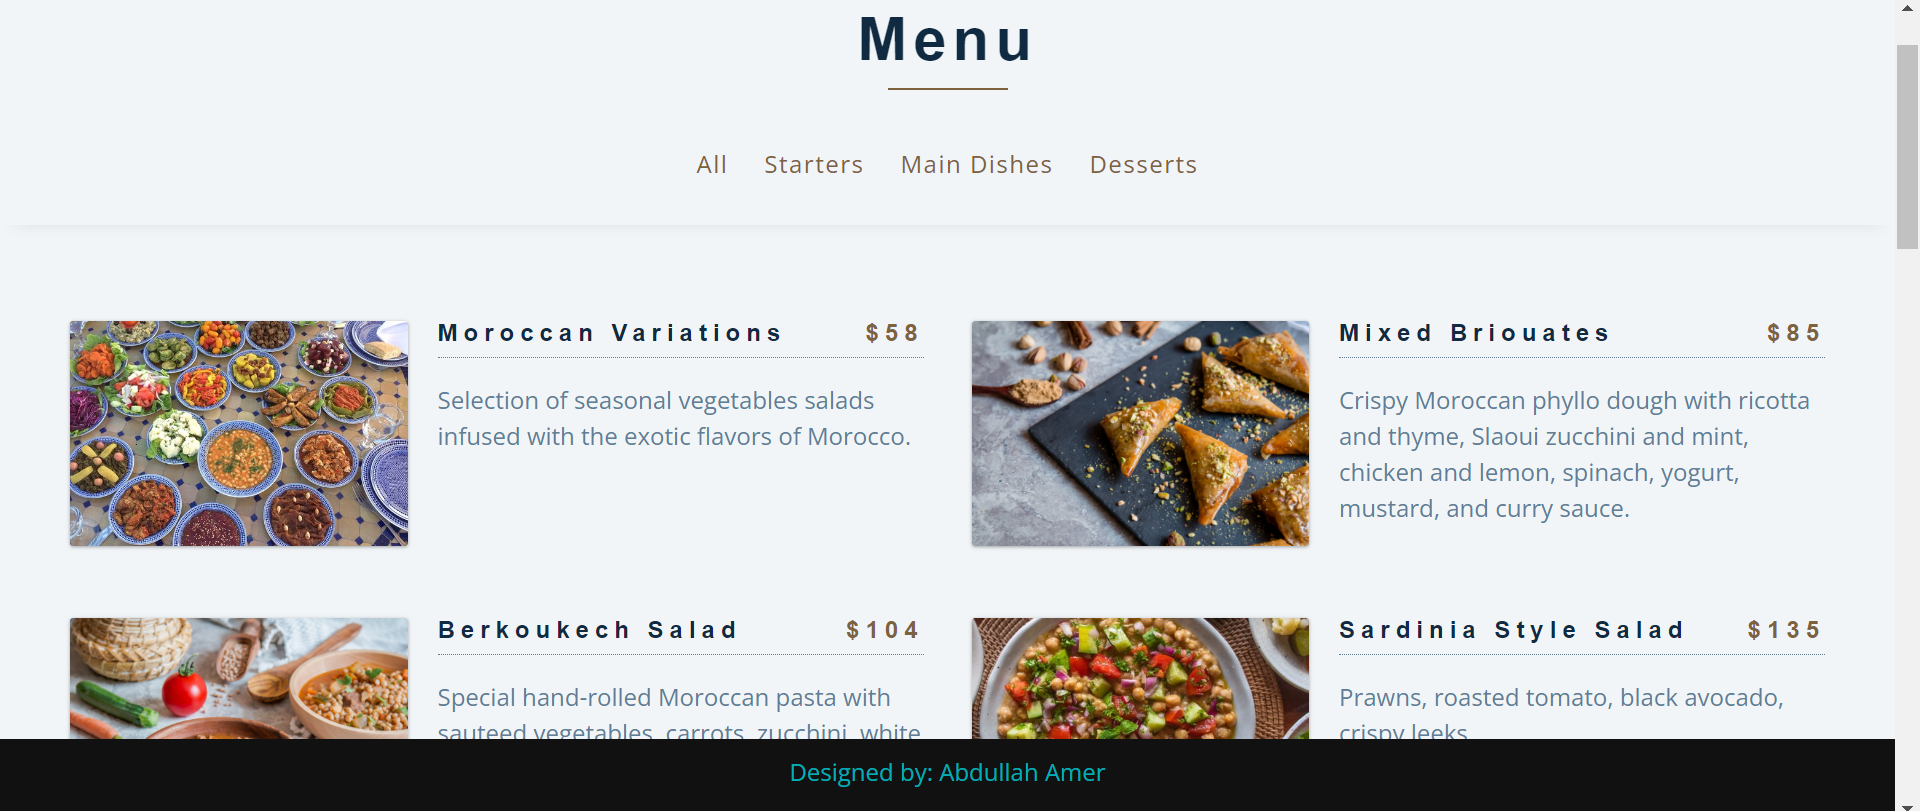 Menu
All Starters Main Dishes Desserts
Moroccan Variations $58
Selection of seasonal vegetables salads
infused with the exotic flavors of Morocco.
Mixed Briouates $85
Crispy Moroccan phyllo dough with ricotta
and thyme, Slaoui zucchini and mint,
chicken and lemon, spinach, yogurt,
mustard, and curry sauce.
Berkoukech Salad $104
Special hand-rolled Moroccan pasta with
sauteed vegetables, carrots, zucchini, white
Sardinia Style Salad $135
Prawns, roasted tomato, black avocado,
crispy leeks
Designed by: Abdullah Amer